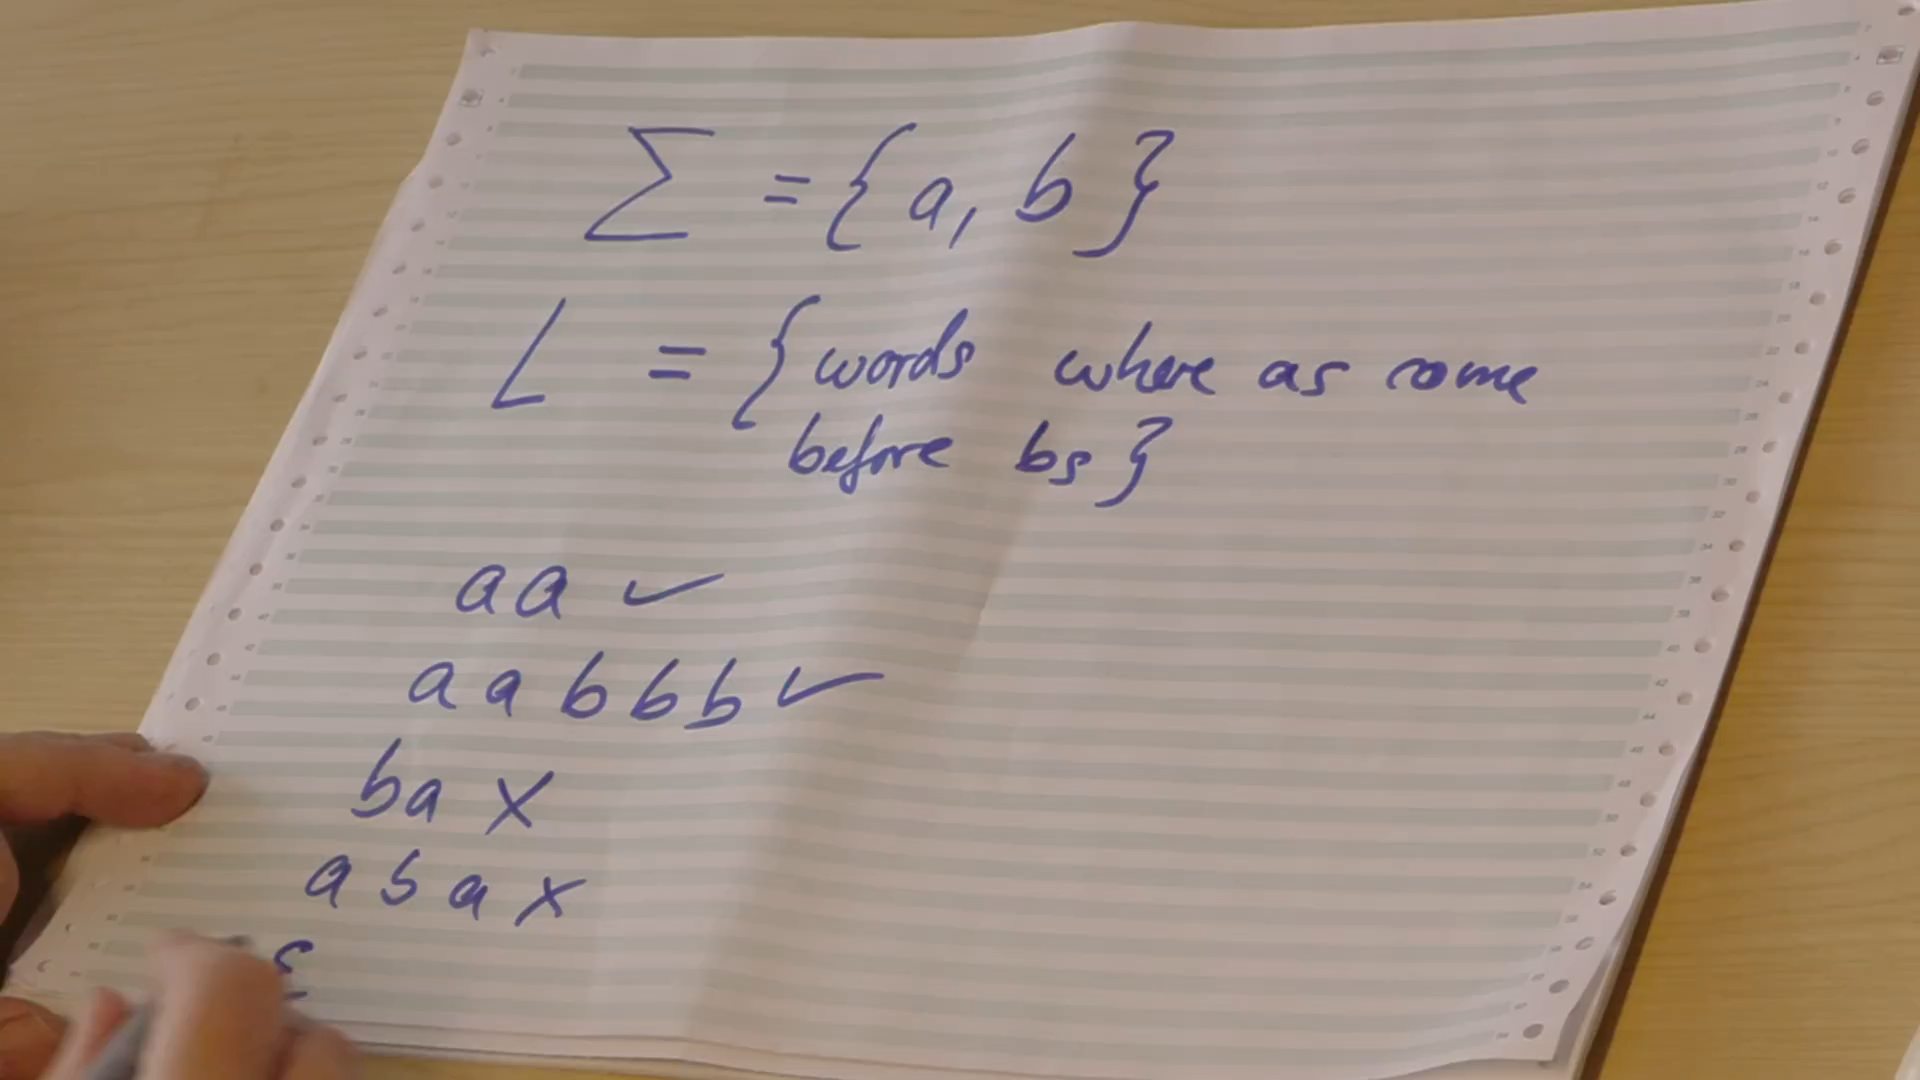 Σ = {a, b}
L = {words where as come
before bs}
aa ✓
aabbb ✓
ba X
aba X
ε